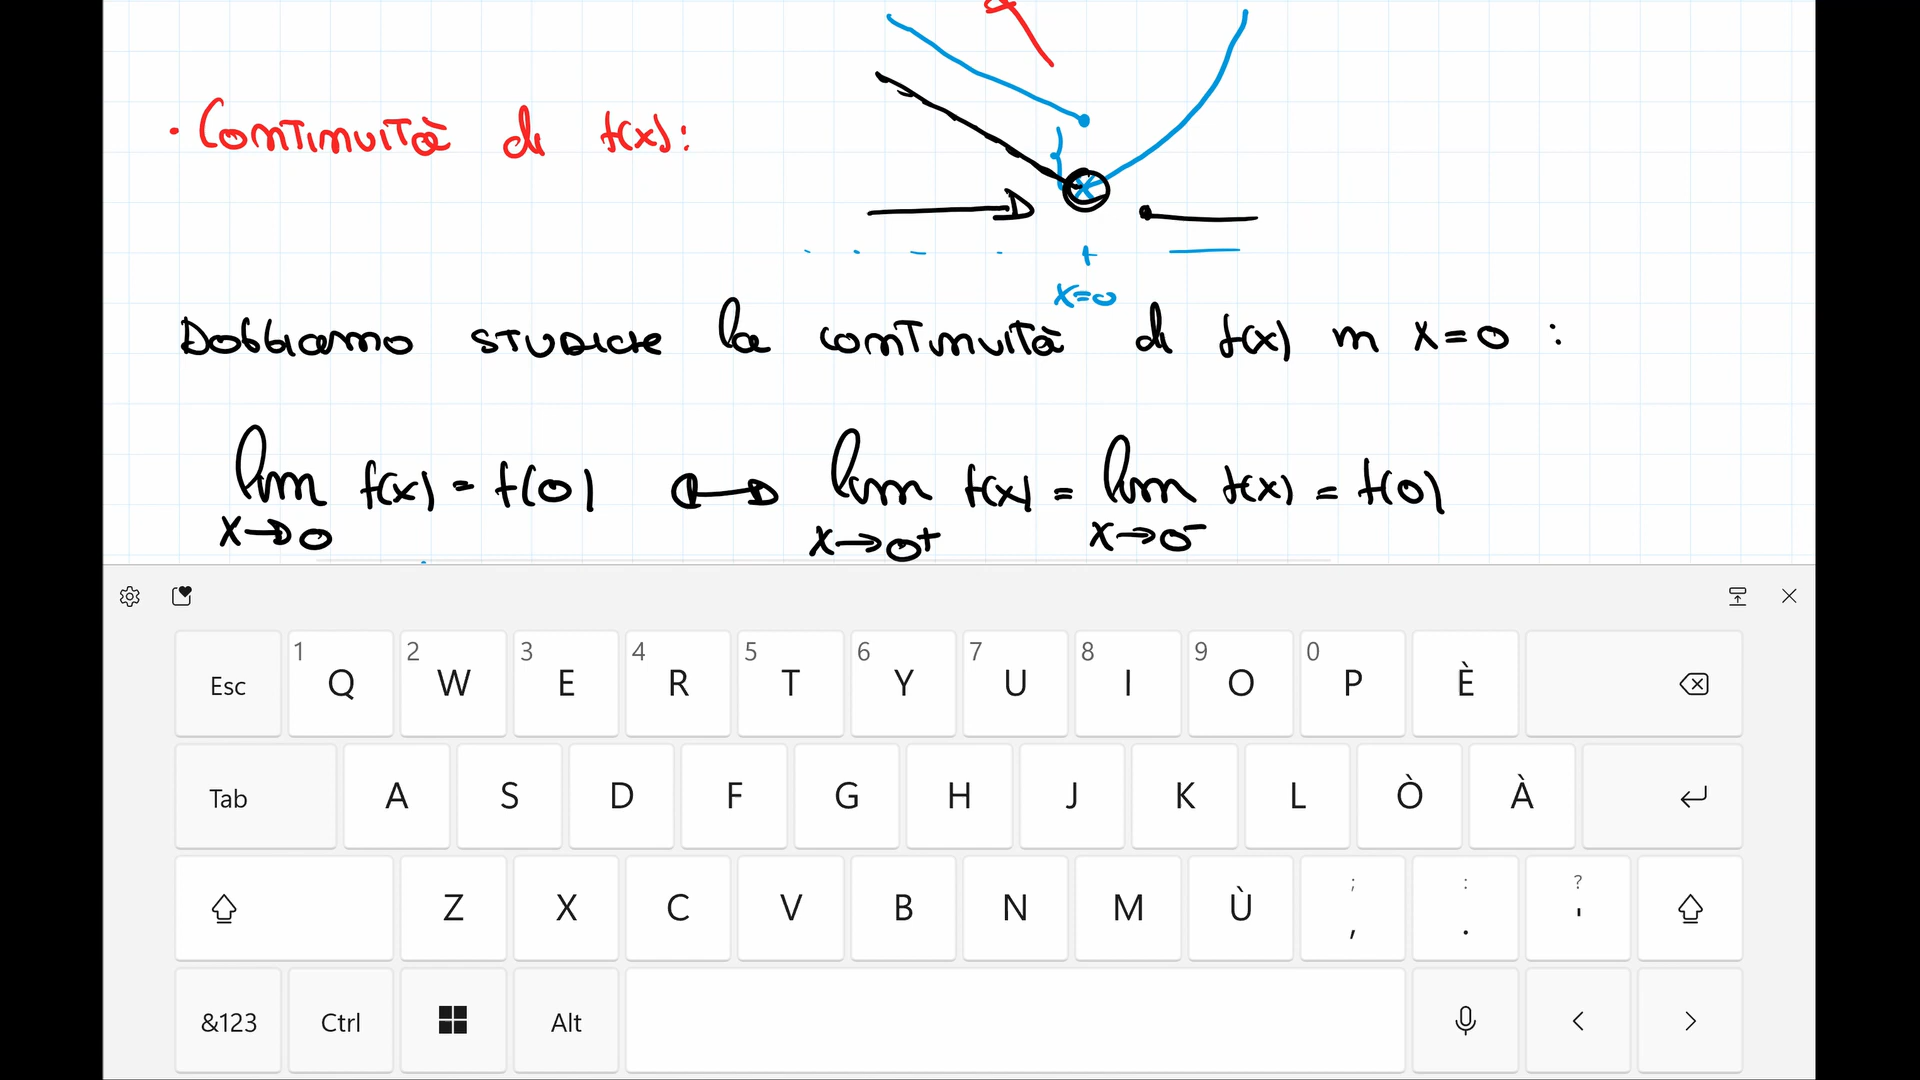 • Continuità di f(x):
x=0
Dobbiamo studiare la continuità di f(x) in x=0 :
lim f(x) = f(0) ↔ lim f(x) = lim f(x) = f(0)
x→0 x→0+ x→0-
Esc 1 Q 2 W 3 E 4 R 5 T 6 Y 7 U 8 I 9 O 0 P È
Tab A S D F G H J K L Ò À
Z X C V B N M Ù ; , : . ? '
&123 Ctrl Alt < >